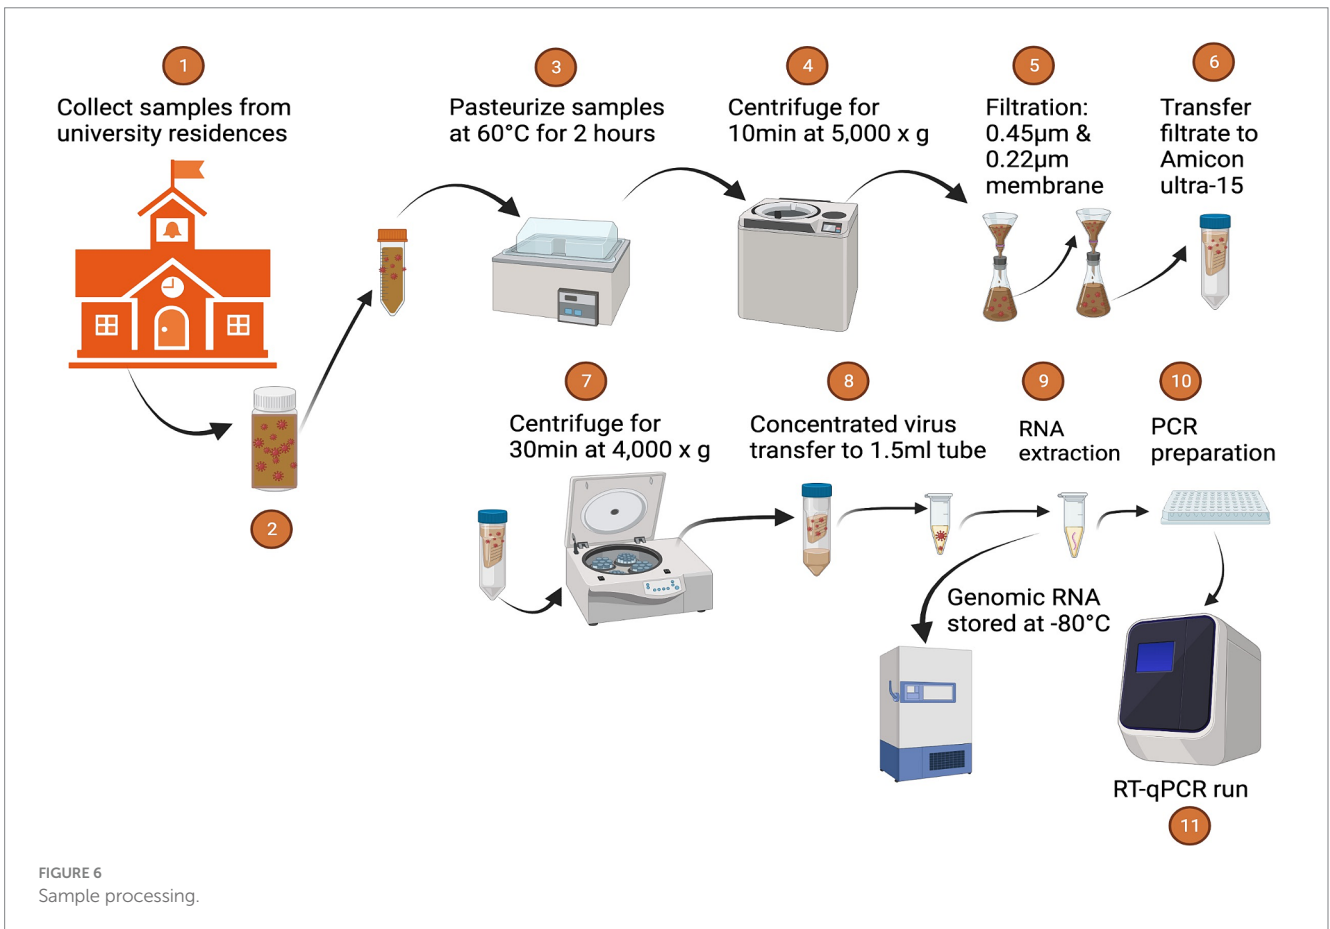 1
Collect samples from
university residences
2
3
Pasteurize samples
at 60°C for 2 hours
4
Centrifuge for
10min at 5,000 x g
5
Filtration:
0.45µm &
0.22µm
membrane
6
Transfer
filtrate to
Amicon
ultra-15
7
Centrifuge for
30min at 4,000 x g
8
Concentrated virus
transfer to 1.5ml tube
9
RNA
extraction
10
PCR
preparation
Genomic RNA
stored at -80°C
RT-qPCR run
11
FIGURE 6
Sample processing.